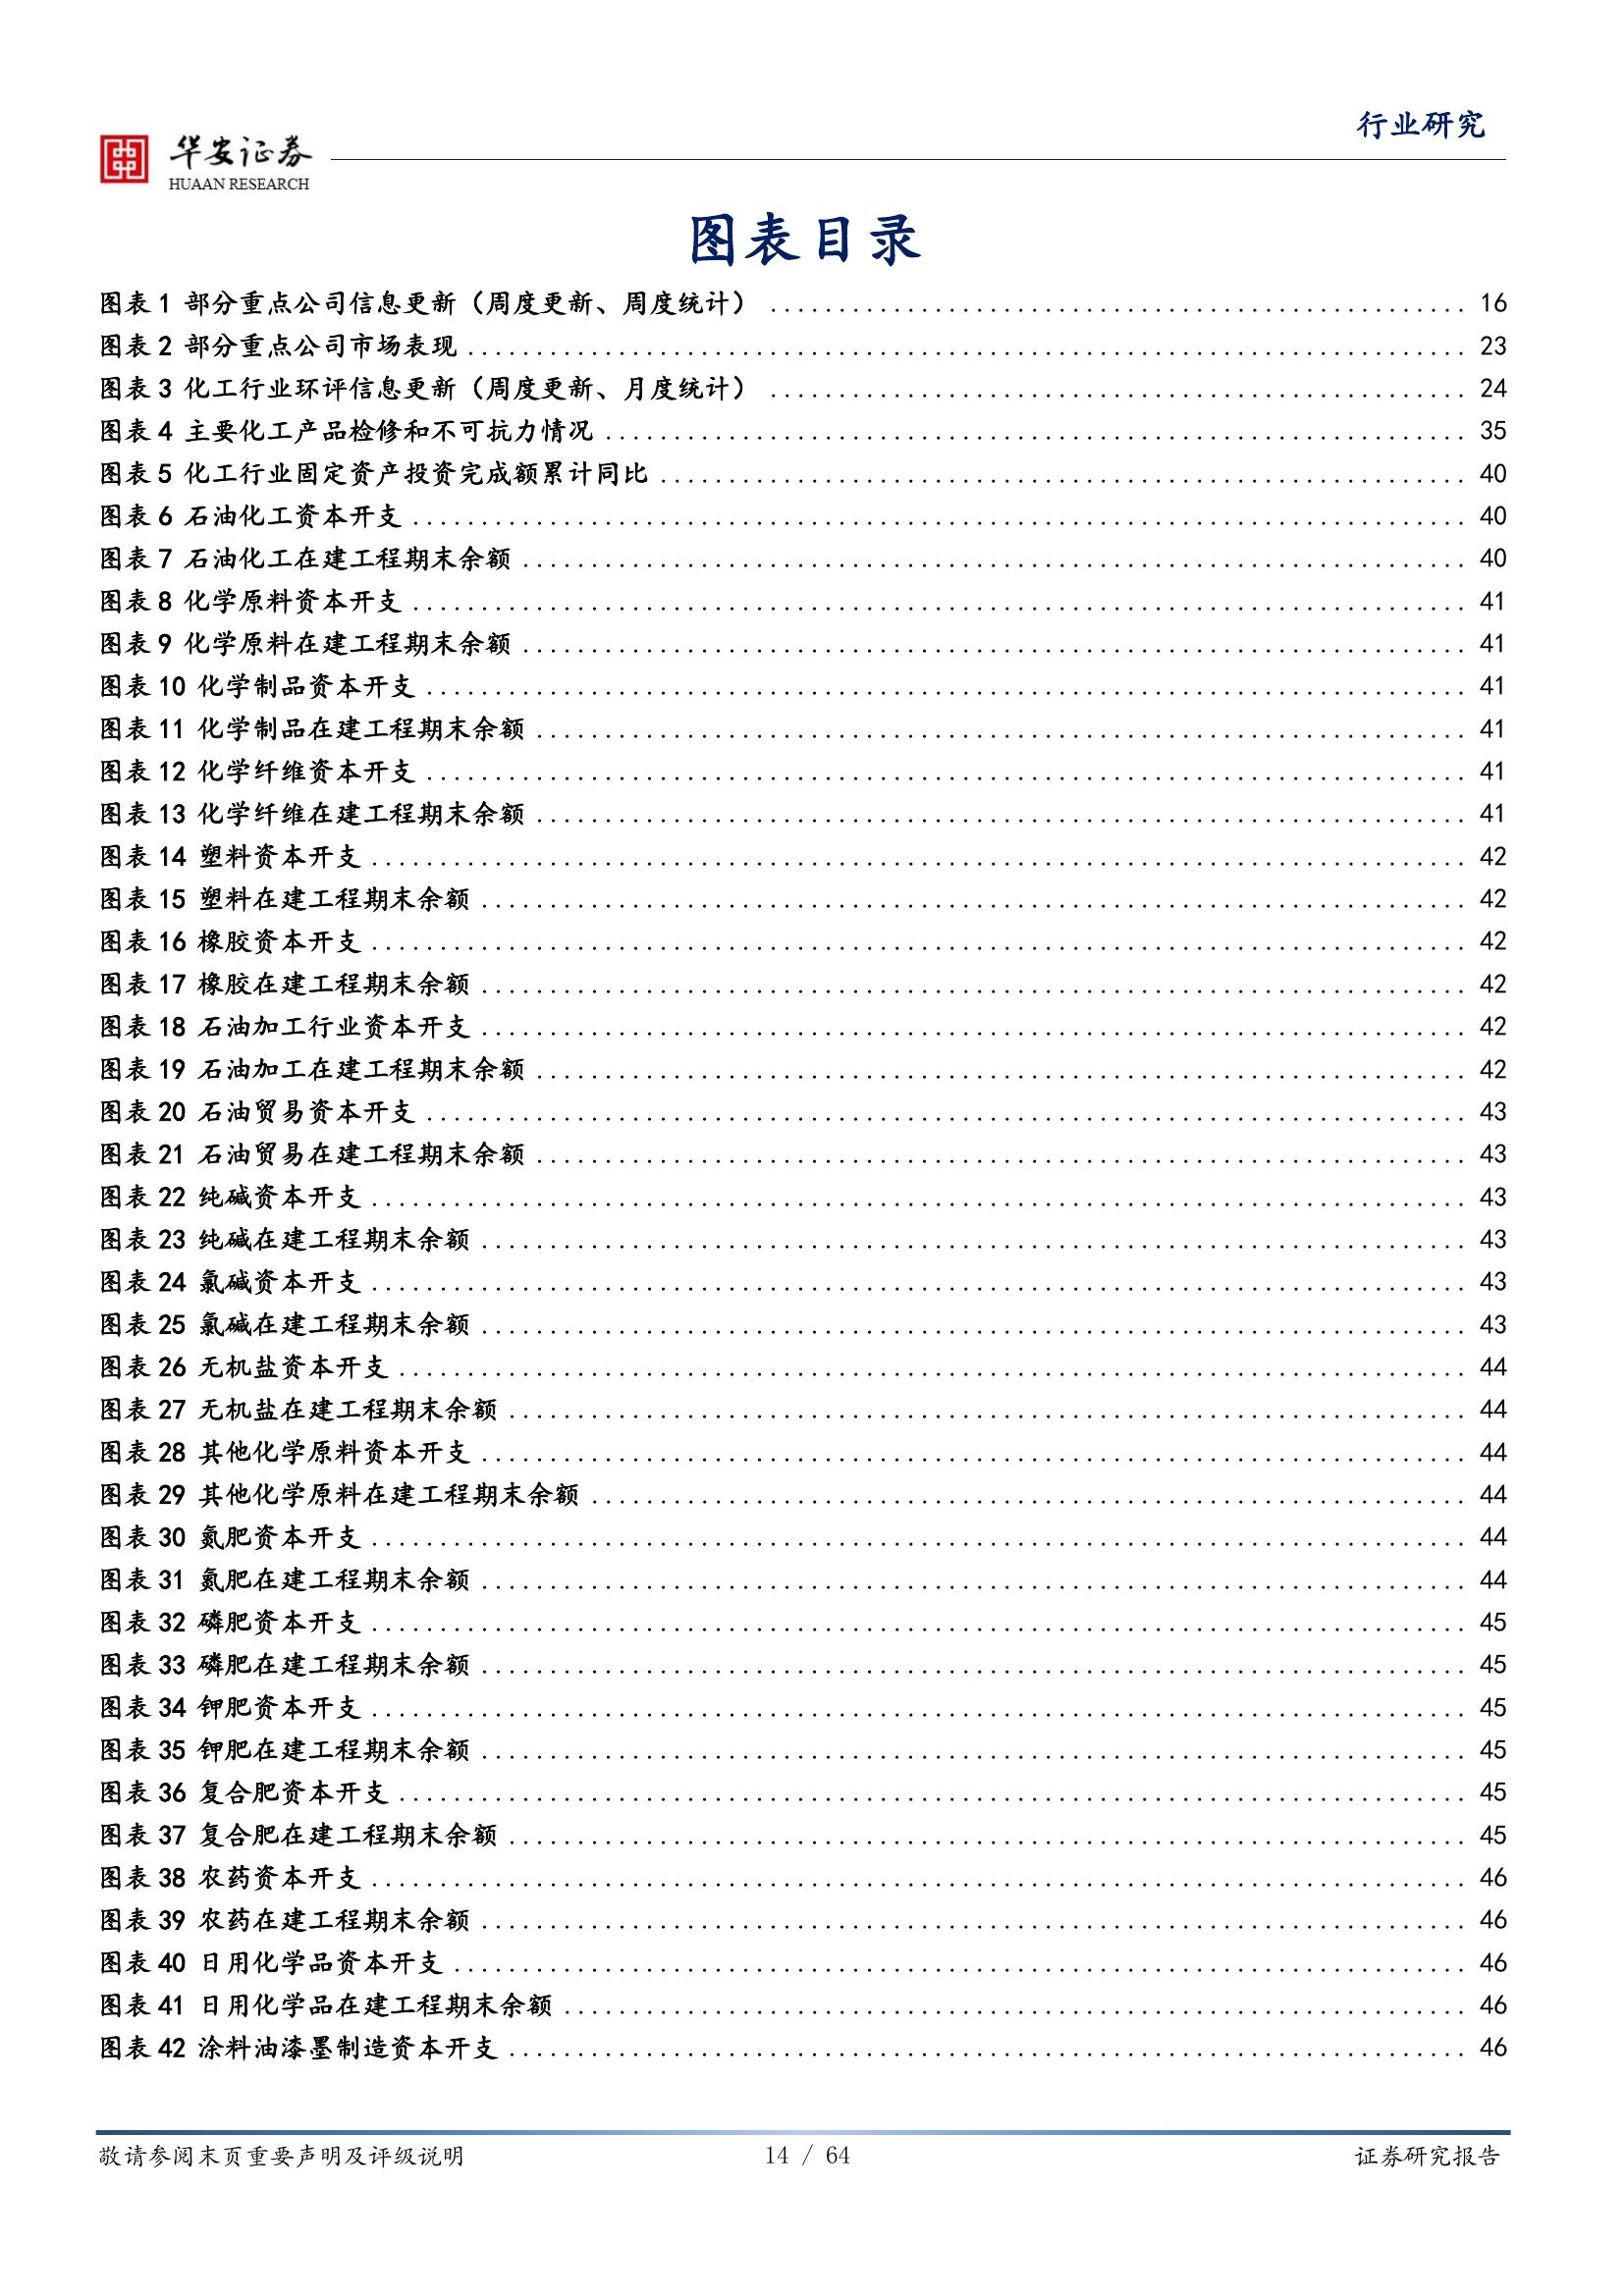 行业研究
华安证券
HUAAN RESEARCH
图表目录
图表 1 部分重点公司信息更新（周度更新、周度统计） ........ 16
图表 2 部分重点公司市场表现 ........ 23
图表 3 化工行业环评信息更新（周度更新、月度统计） ........ 24
图表 4 主要化工产品检修和不可抗力情况 ........ 35
图表 5 化工行业固定资产投资完成额累计同比 ........ 40
图表 6 石油化工资本开支 ........ 40
图表 7 石油化工在建工程期末余额 ........ 40
图表 8 化学原料资本开支 ........ 41
图表 9 化学原料在建工程期末余额 ........ 41
图表 10 化学制品资本开支 ........ 41
图表 11 化学制品在建工程期末余额 ........ 41
图表 12 化学纤维资本开支 ........ 41
图表 13 化学纤维在建工程期末余额 ........ 41
图表 14 塑料资本开支 ........ 42
图表 15 塑料在建工程期末余额 ........ 42
图表 16 橡胶资本开支 ........ 42
图表 17 橡胶在建工程期末余额 ........ 42
图表 18 石油加工行业资本开支 ........ 42
图表 19 石油加工在建工程期末余额 ........ 42
图表 20 石油贸易资本开支 ........ 43
图表 21 石油贸易在建工程期末余额 ........ 43
图表 22 纯碱资本开支 ........ 43
图表 23 纯碱在建工程期末余额 ........ 43
图表 24 氯碱资本开支 ........ 43
图表 25 氯碱在建工程期末余额 ........ 43
图表 26 无机盐资本开支 ........ 44
图表 27 无机盐在建工程期末余额 ........ 44
图表 28 其他化学原料资本开支 ........ 44
图表 29 其他化学原料在建工程期末余额 ........ 44
图表 30 氮肥资本开支 ........ 44
图表 31 氮肥在建工程期末余额 ........ 44
图表 32 磷肥资本开支 ........ 45
图表 33 磷肥在建工程期末余额 ........ 45
图表 34 钾肥资本开支 ........ 45
图表 35 钾肥在建工程期末余额 ........ 45
图表 36 复合肥资本开支 ........ 45
图表 37 复合肥在建工程期末余额 ........ 45
图表 38 农药资本开支 ........ 46
图表 39 农药在建工程期末余额 ........ 46
图表 40 日用化学品资本开支 ........ 46
图表 41 日用化学品在建工程期末余额 ........ 46
图表 42 涂料油漆墨制造资本开支 ........ 46
敬请参阅末页重要声明及评级说明
14 / 64
证券研究报告